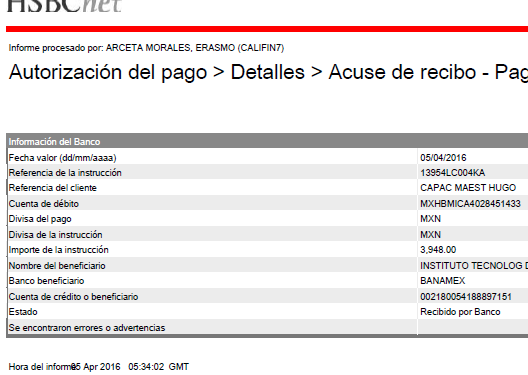 HSBCnet
Informe procesado por: ARCETA MORALES, ERASMO (CALIFIN7)
Autorización del pago > Detalles > Acuse de recibo - Pag
Información del Banco
Fecha valor (dd/mm/aaaa) 05/04/2016
Referencia de la instrucción 13954LC004KA
Referencia del cliente CAPAC MAEST HUGO
Cuenta de débito MXHBMICA4028451433
Divisa del pago MXN
Divisa de la instrucción MXN
Importe de la instrucción 3,948.00
Nombre del beneficiario INSTITUTO TECNOLOG D
Banco beneficiario BANAMEX
Cuenta de crédito o beneficiario 002180054188897151
Estado Recibido por Banco
Se encontraron errores o advertencias
Hora del informe 05 Apr 2016 05:34:02 GMT